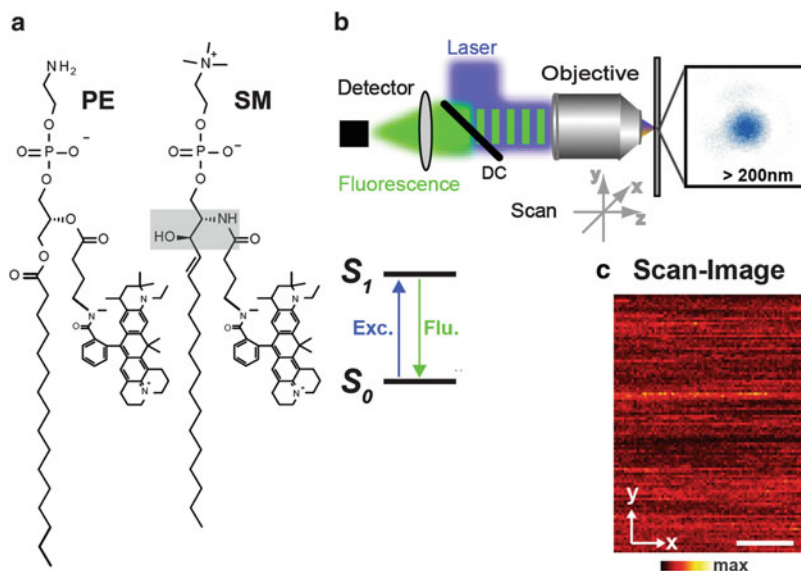 a
NH2
PE
O
O=P-O−
O
O
O
O
O
N
O
N+
N+
SM
O
O=P-O−
O
NH
HO
O
N
O
N+
b
Laser
Objective
Detector
Fluorescence
DC
Scan
y
x
z
> 200nm
S1
Exc.
Flu.
S0
c Scan-Image
y
x
max